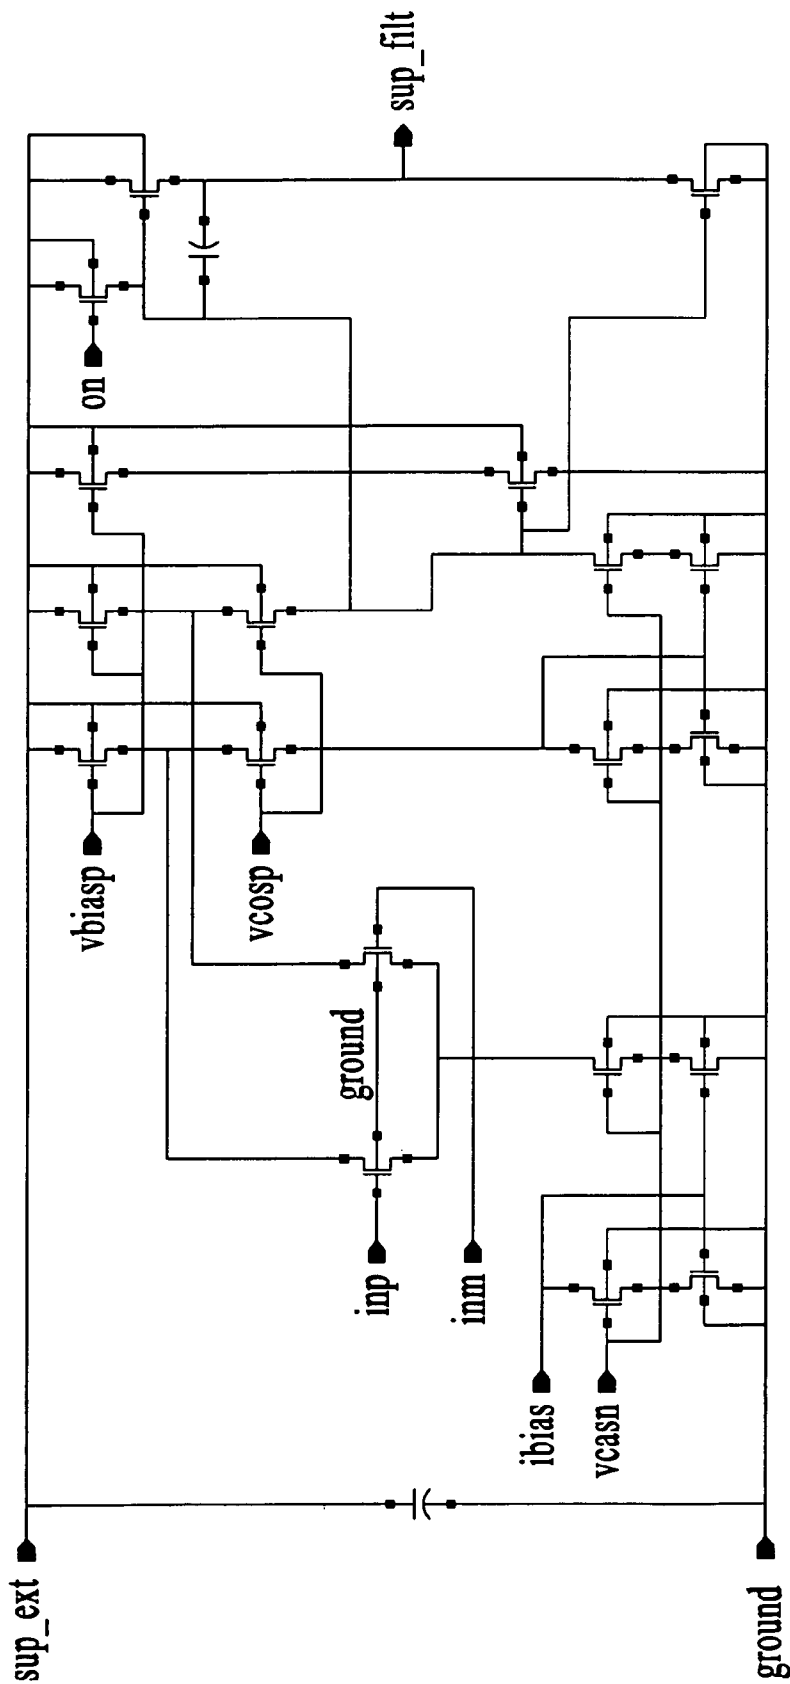 sup_ext
ground
ibias
vcasn
inp
inm
ground
vbiasp
vcosp
on
sup_filt